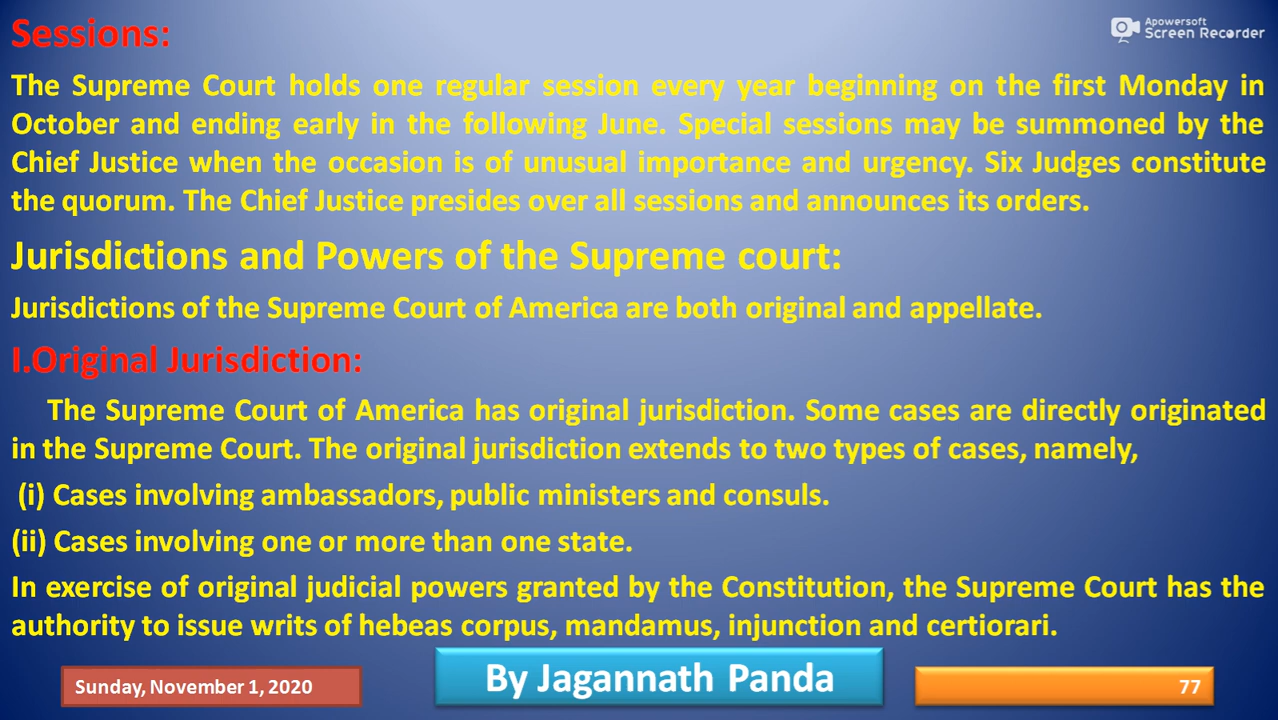 Sessions:
Apowersoft
Screen Recorder
The Supreme Court holds one regular session every year beginning on the first Monday in
October and ending early in the following June. Special sessions may be summoned by the
Chief Justice when the occasion is of unusual importance and urgency. Six Judges constitute
the quorum. The Chief Justice presides over all sessions and announces its orders.
Jurisdictions and Powers of the Supreme court:
Jurisdictions of the Supreme Court of America are both original and appellate.
I.Original Jurisdiction:
The Supreme Court of America has original jurisdiction. Some cases are directly originated
in the Supreme Court. The original jurisdiction extends to two types of cases, namely,
(i) Cases involving ambassadors, public ministers and consuls.
(ii) Cases involving one or more than one state.
In exercise of original judicial powers granted by the Constitution, the Supreme Court has the
authority to issue writs of hebeas corpus, mandamus, injunction and certiorari.
Sunday, November 1, 2020
By Jagannath Panda
77